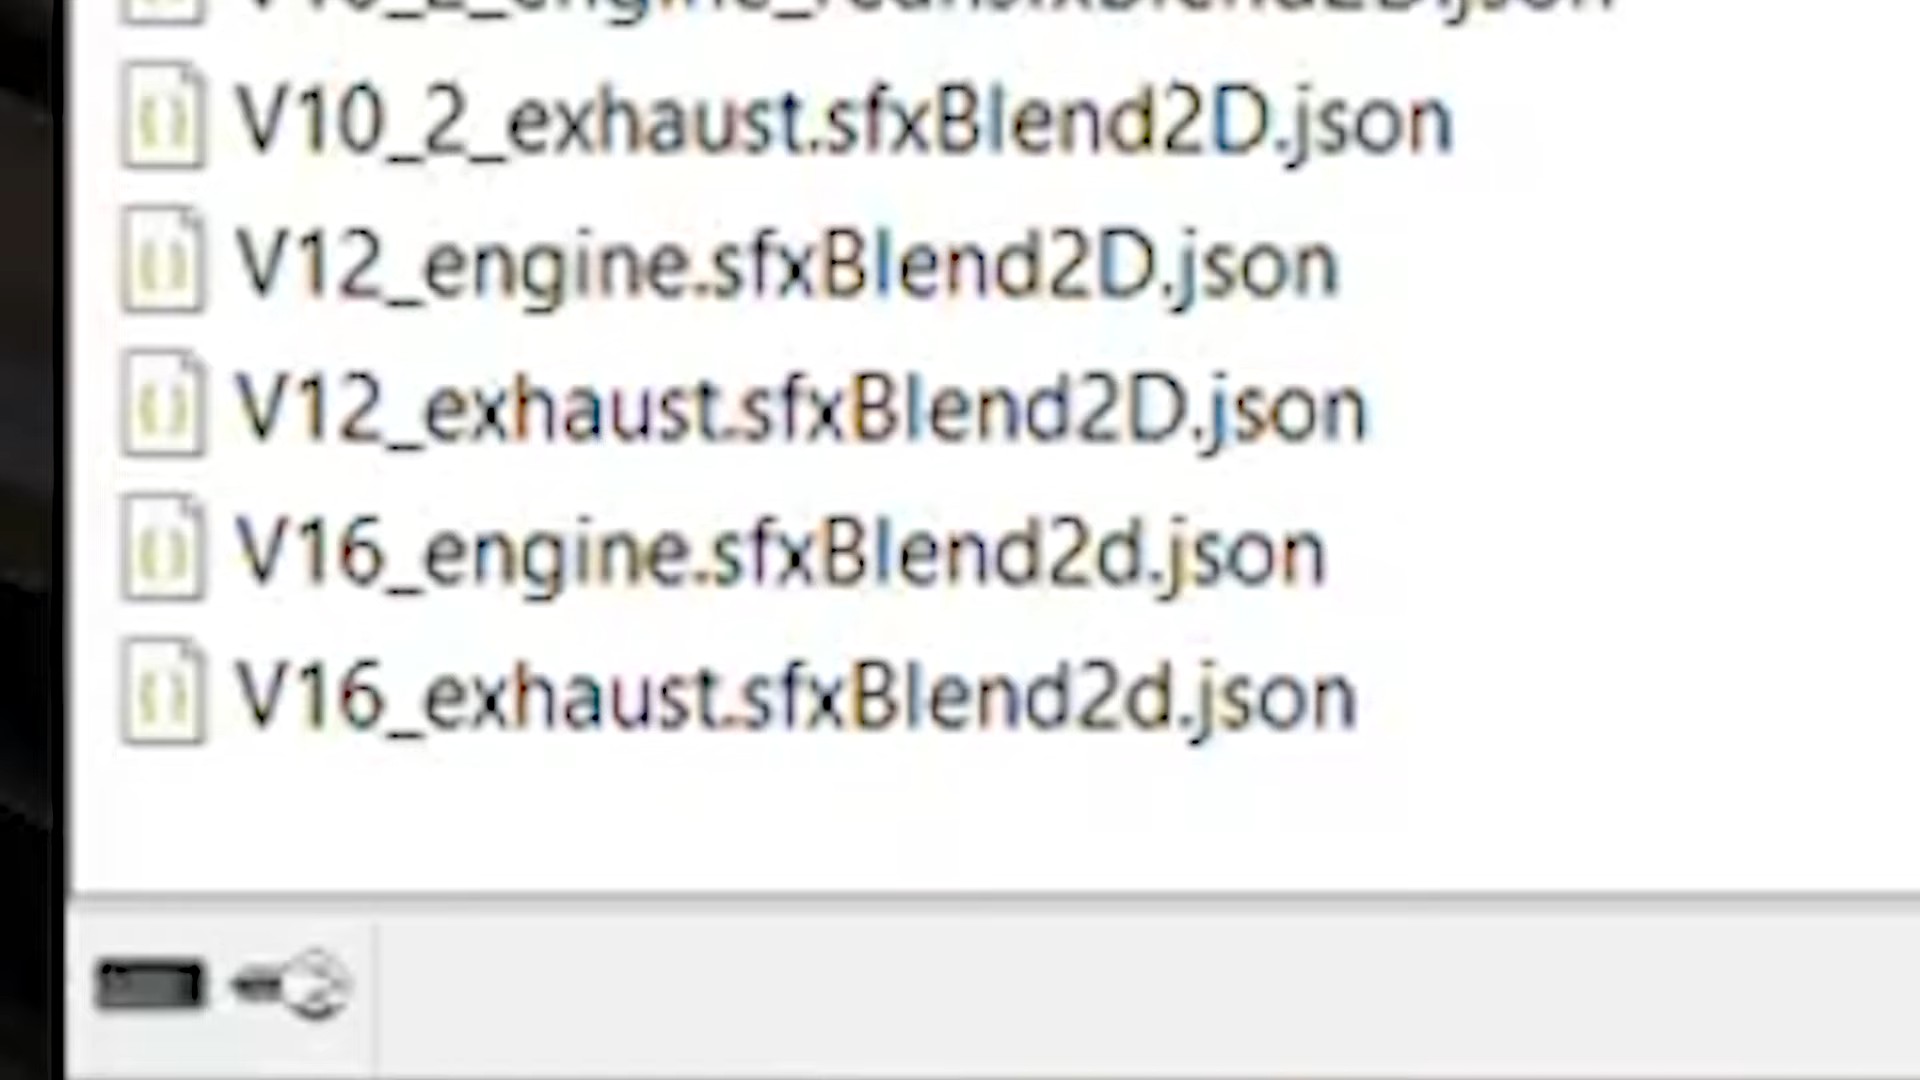 V10_2_exhaust.sfxBlend2D.json
V12_engine.sfxBlend2D.json
V12_exhaust.sfxBlend2D.json
V16_engine.sfxBlend2d.json
V16_exhaust.sfxBlend2d.json